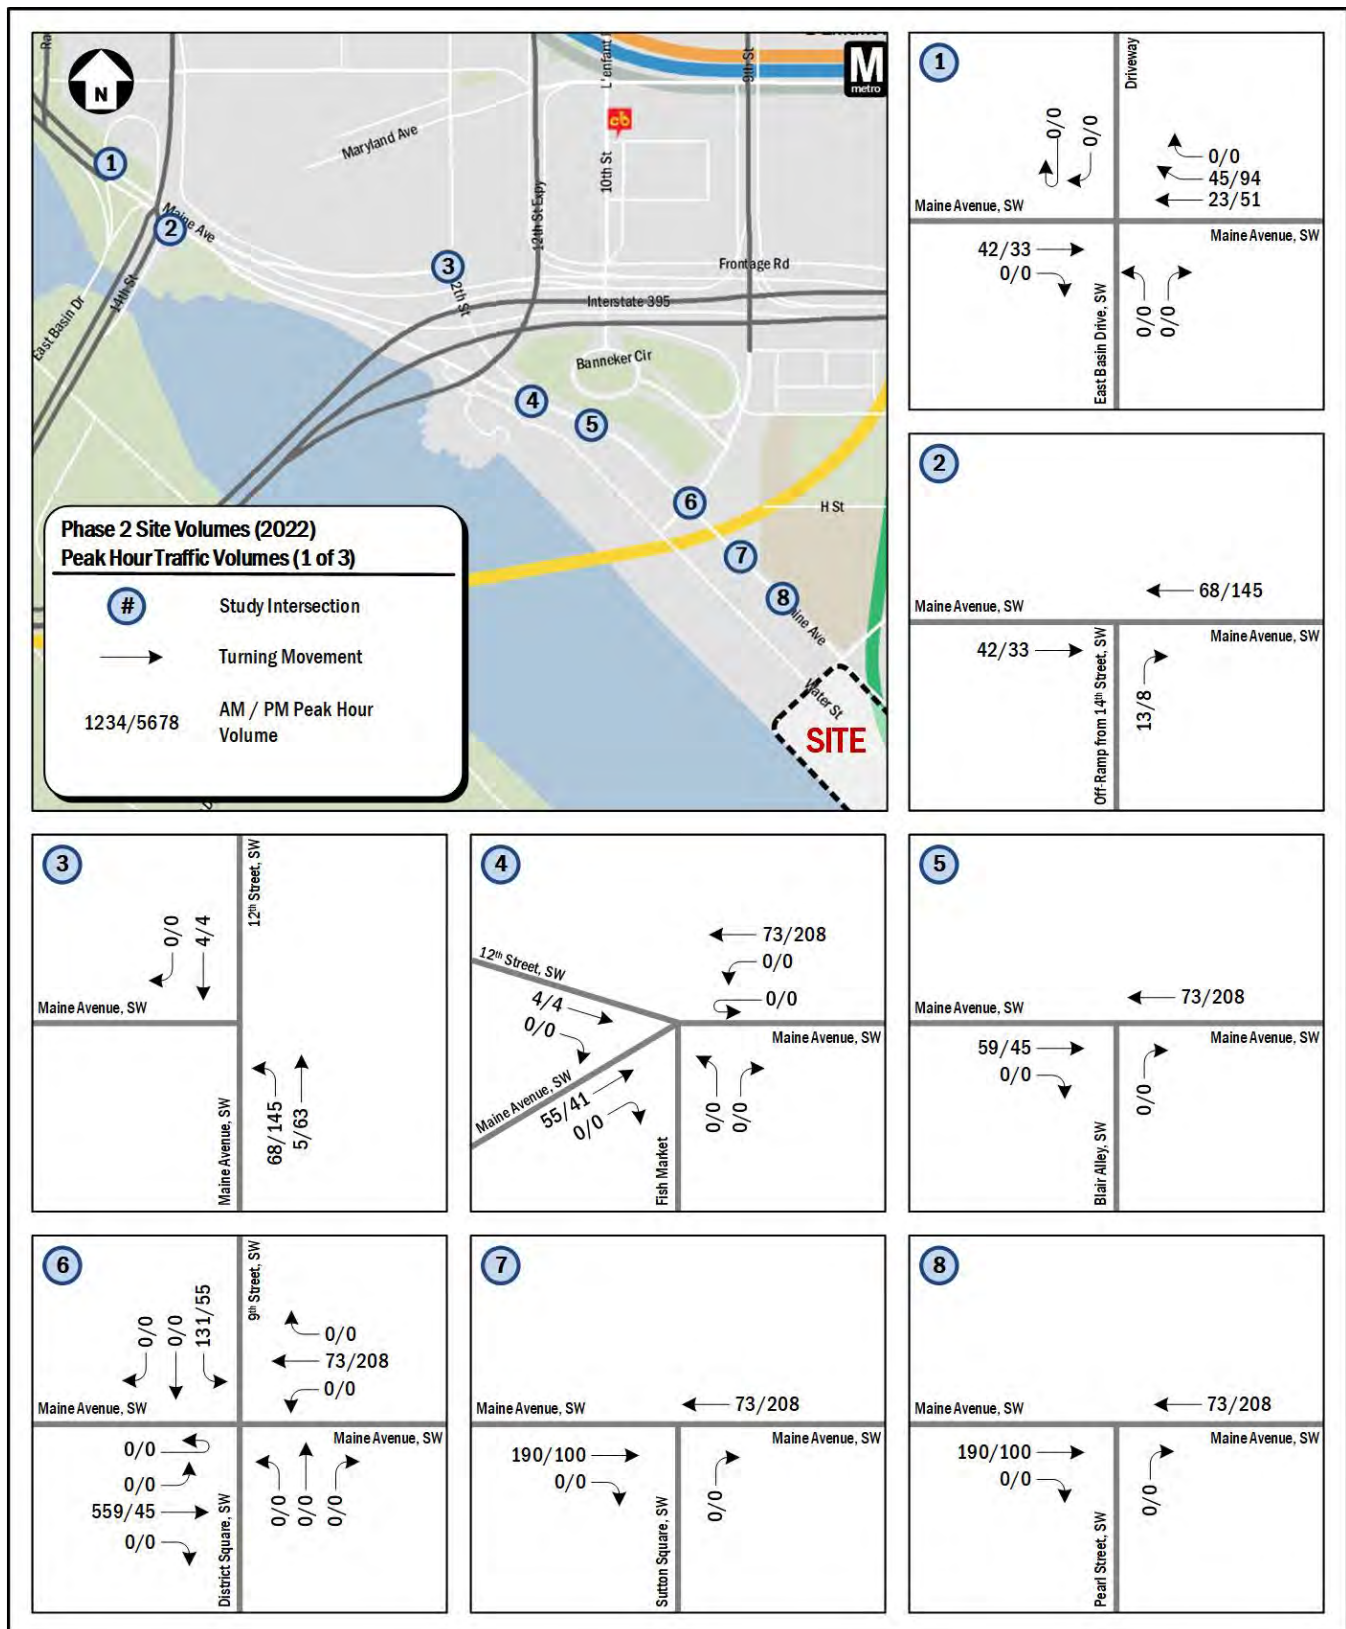 N
Ra
Maryland Ave
L'enfant
9th St
M
metro
cb
10th St
12th St Expy
1
2
Maine Ave
3
2th St
Frontage Rd
Interstate 395
14th St
East Basin Dr
Banneker Cir
4
5
6
H St
7
8
aine Ave
Water St
SITE
Phase 2 Site Volumes (2022)
Peak Hour Traffic Volumes (1 of 3)
#
Study Intersection
Turning Movement
1234/5678
AM / PM Peak Hour
Volume
1
Driveway
0/0
0/0
0/0
45/94
23/51
Maine Avenue, SW
Maine Avenue, SW
42/33
0/0
East Basin Drive, SW
0/0
0/0
2
68/145
Maine Avenue, SW
Maine Avenue, SW
42/33
Off-Ramp from 14th Street, SW
13/8
3
12th Street, SW
0/0
4/4
Maine Avenue, SW
Maine Avenue, SW
68/145
5/63
4
73/208
0/0
0/0
12th Street, SW
4/4
0/0
Maine Avenue, SW
Maine Avenue, SW
55/41
0/0
Fish Market
0/0
0/0
5
73/208
Maine Avenue, SW
Maine Avenue, SW
59/45
0/0
Blair Alley, SW
0/0
6
9th Street, SW
0/0
0/0
131/55
0/0
73/208
0/0
Maine Avenue, SW
Maine Avenue, SW
0/0
0/0
559/45
0/0
District Square, SW
0/0
0/0
0/0
7
73/208
Maine Avenue, SW
Maine Avenue, SW
190/100
0/0
Sutton Square, SW
0/0
8
73/208
Maine Avenue, SW
Maine Avenue, SW
190/100
0/0
Pearl Street, SW
0/0